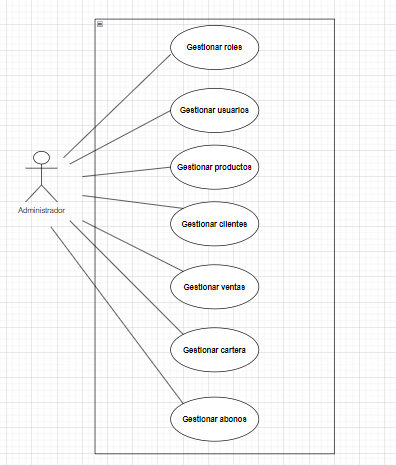 Gestionar roles
Gestionar usuarios
Gestionar productos
Administrador
Gestionar clientes
Gestionar ventas
Gestionar cartera
Gestionar abonos